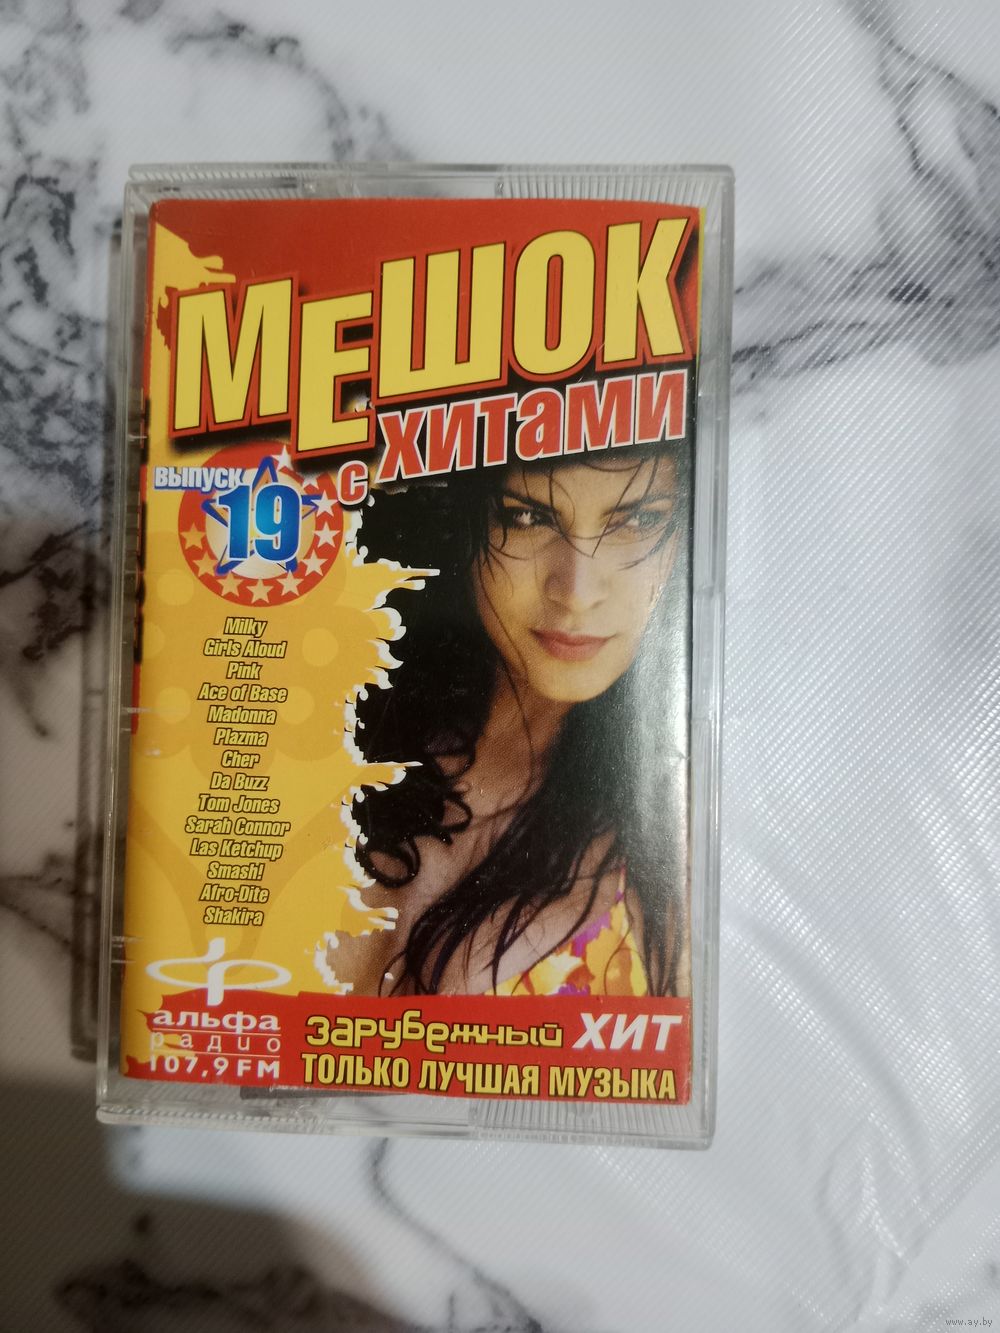 МЕШОК
с ХИТАМИ
ВЫПУСК
19
Milky
Girls Aloud
Pink
Ace of Base
Madonna
Plazma
Cher
Da Buzz
Tom Jones
Sarah Connor
Las Ketchup
Smash!
Afro-Dite
Shakira
альфа
радио
107,9 FM
ЗАРУБЕЖНЫЙ ХИТ
ТОЛЬКО ЛУЧШАЯ МУЗЫКА
www.ay.by